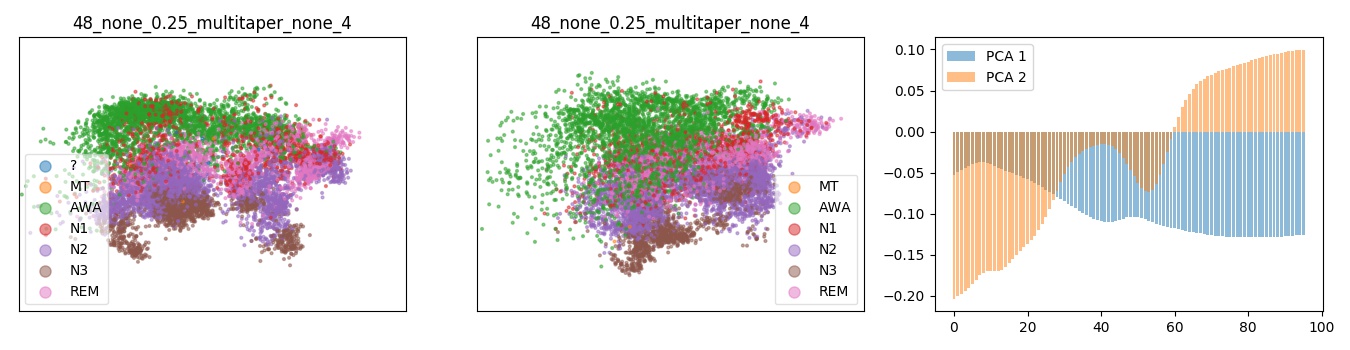 48_none_0.25_multitaper_none_4
?
MT
AWA
N1
N2
N3
REM
48_none_0.25_multitaper_none_4
MT
AWA
N1
N2
N3
REM
PCA 1
PCA 2
0.10
0.05
0.00
−0.05
−0.10
−0.15
−0.20
0 20 40 60 80 100